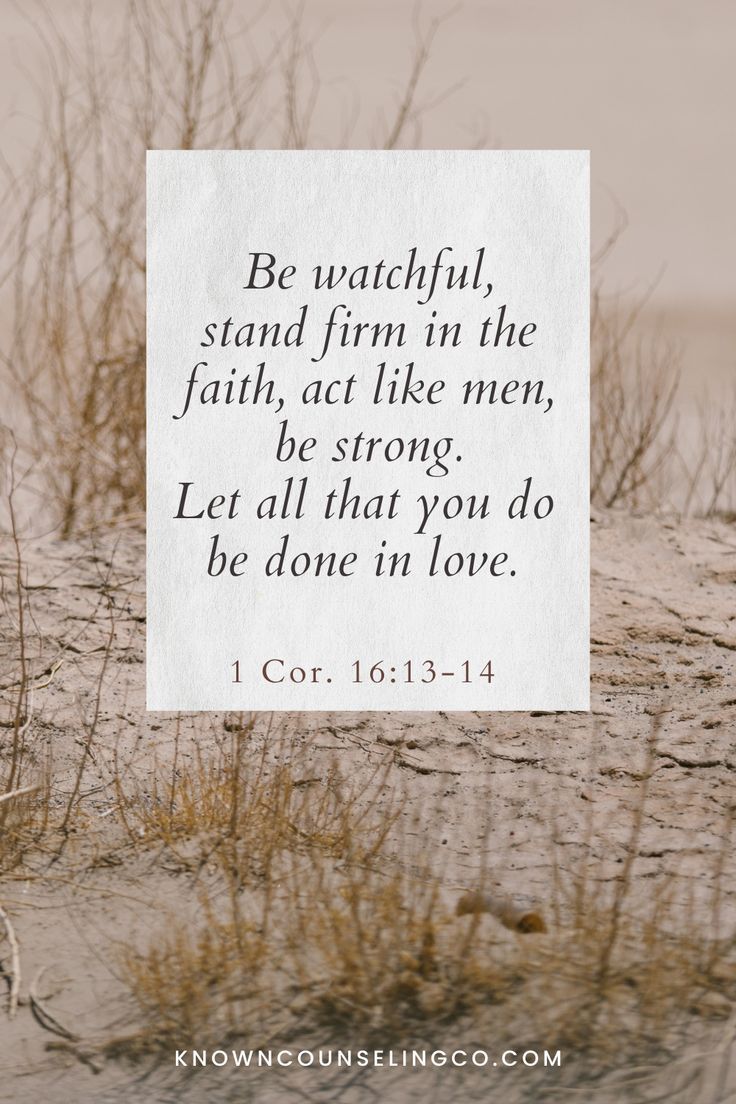 Be watchful,
stand firm in the
faith, act like men,
be strong.
Let all that you do
be done in love.
1 Cor. 16:13-14
KNOWNCOUNSELINGCO.COM